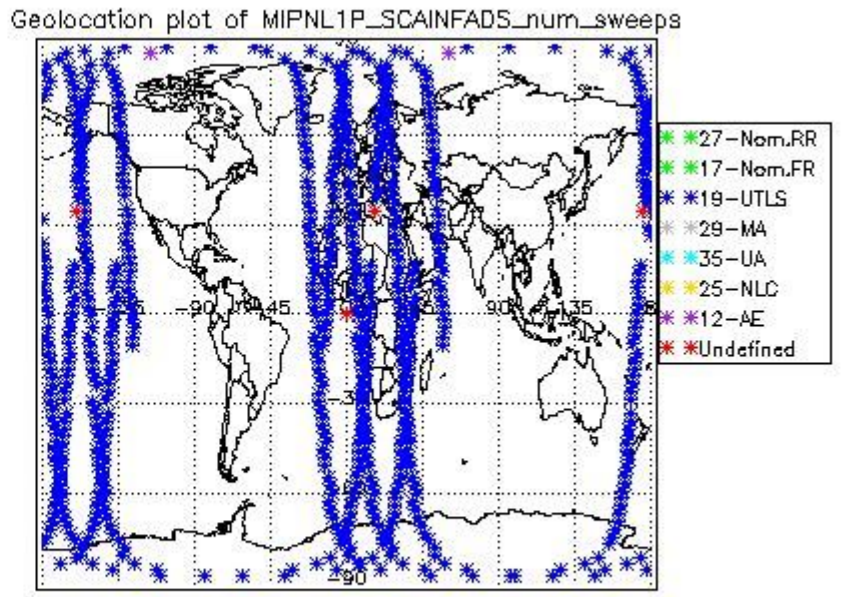 Geolocation plot of MIPNL1P_SCAINFADS_num_sweeps
27-Nom.RR
17-Nom.FR
19-UTLS
29-MA
35-UA
-90
-45
90
135
25-NLC
12-AE
Undefined
-90